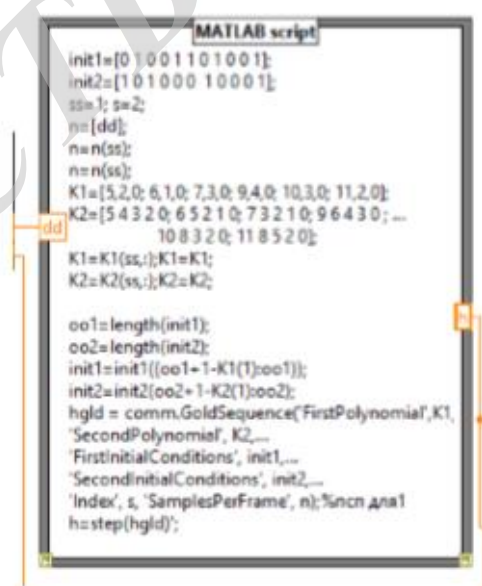 MATLAB script
init1=[0 1 0 0 1 1 0 1 0 0 1];
init2=[1 0 1 0 0 0 1 0 0 0 1];
ss=1; s=2;
n=[dd];
n=n(ss);
n=n(ss);
K1=[5,2,0; 6,1,0; 7,3,0; 9,4,0; 10,3,0; 11,2,0];
K2=[5 4 3 2 0; 6 5 2 1 0; 7 3 2 1 0; 9 6 4 3 0 ; ...
10 8 3 2 0; 11 8 5 2 0];
dd
K1=K1(ss,:);K1=K1;
K2=K2(ss,:);K2=K2;
oo1=length(init1);
oo2=length(init2);
init1=init1((oo1+1-K1(1):oo1));
init2=init2(oo2+1-K2(1):oo2);
h
hgld = comm.GoldSequence('FirstPolynomial',K1,
'SecondPolynomial', K2,...
'FirstInitialConditions', init1,...
'SecondInitialConditions', init2,...
'Index', s, 'SamplesPerFrame', n);%псп для1
h=step(hgld)';